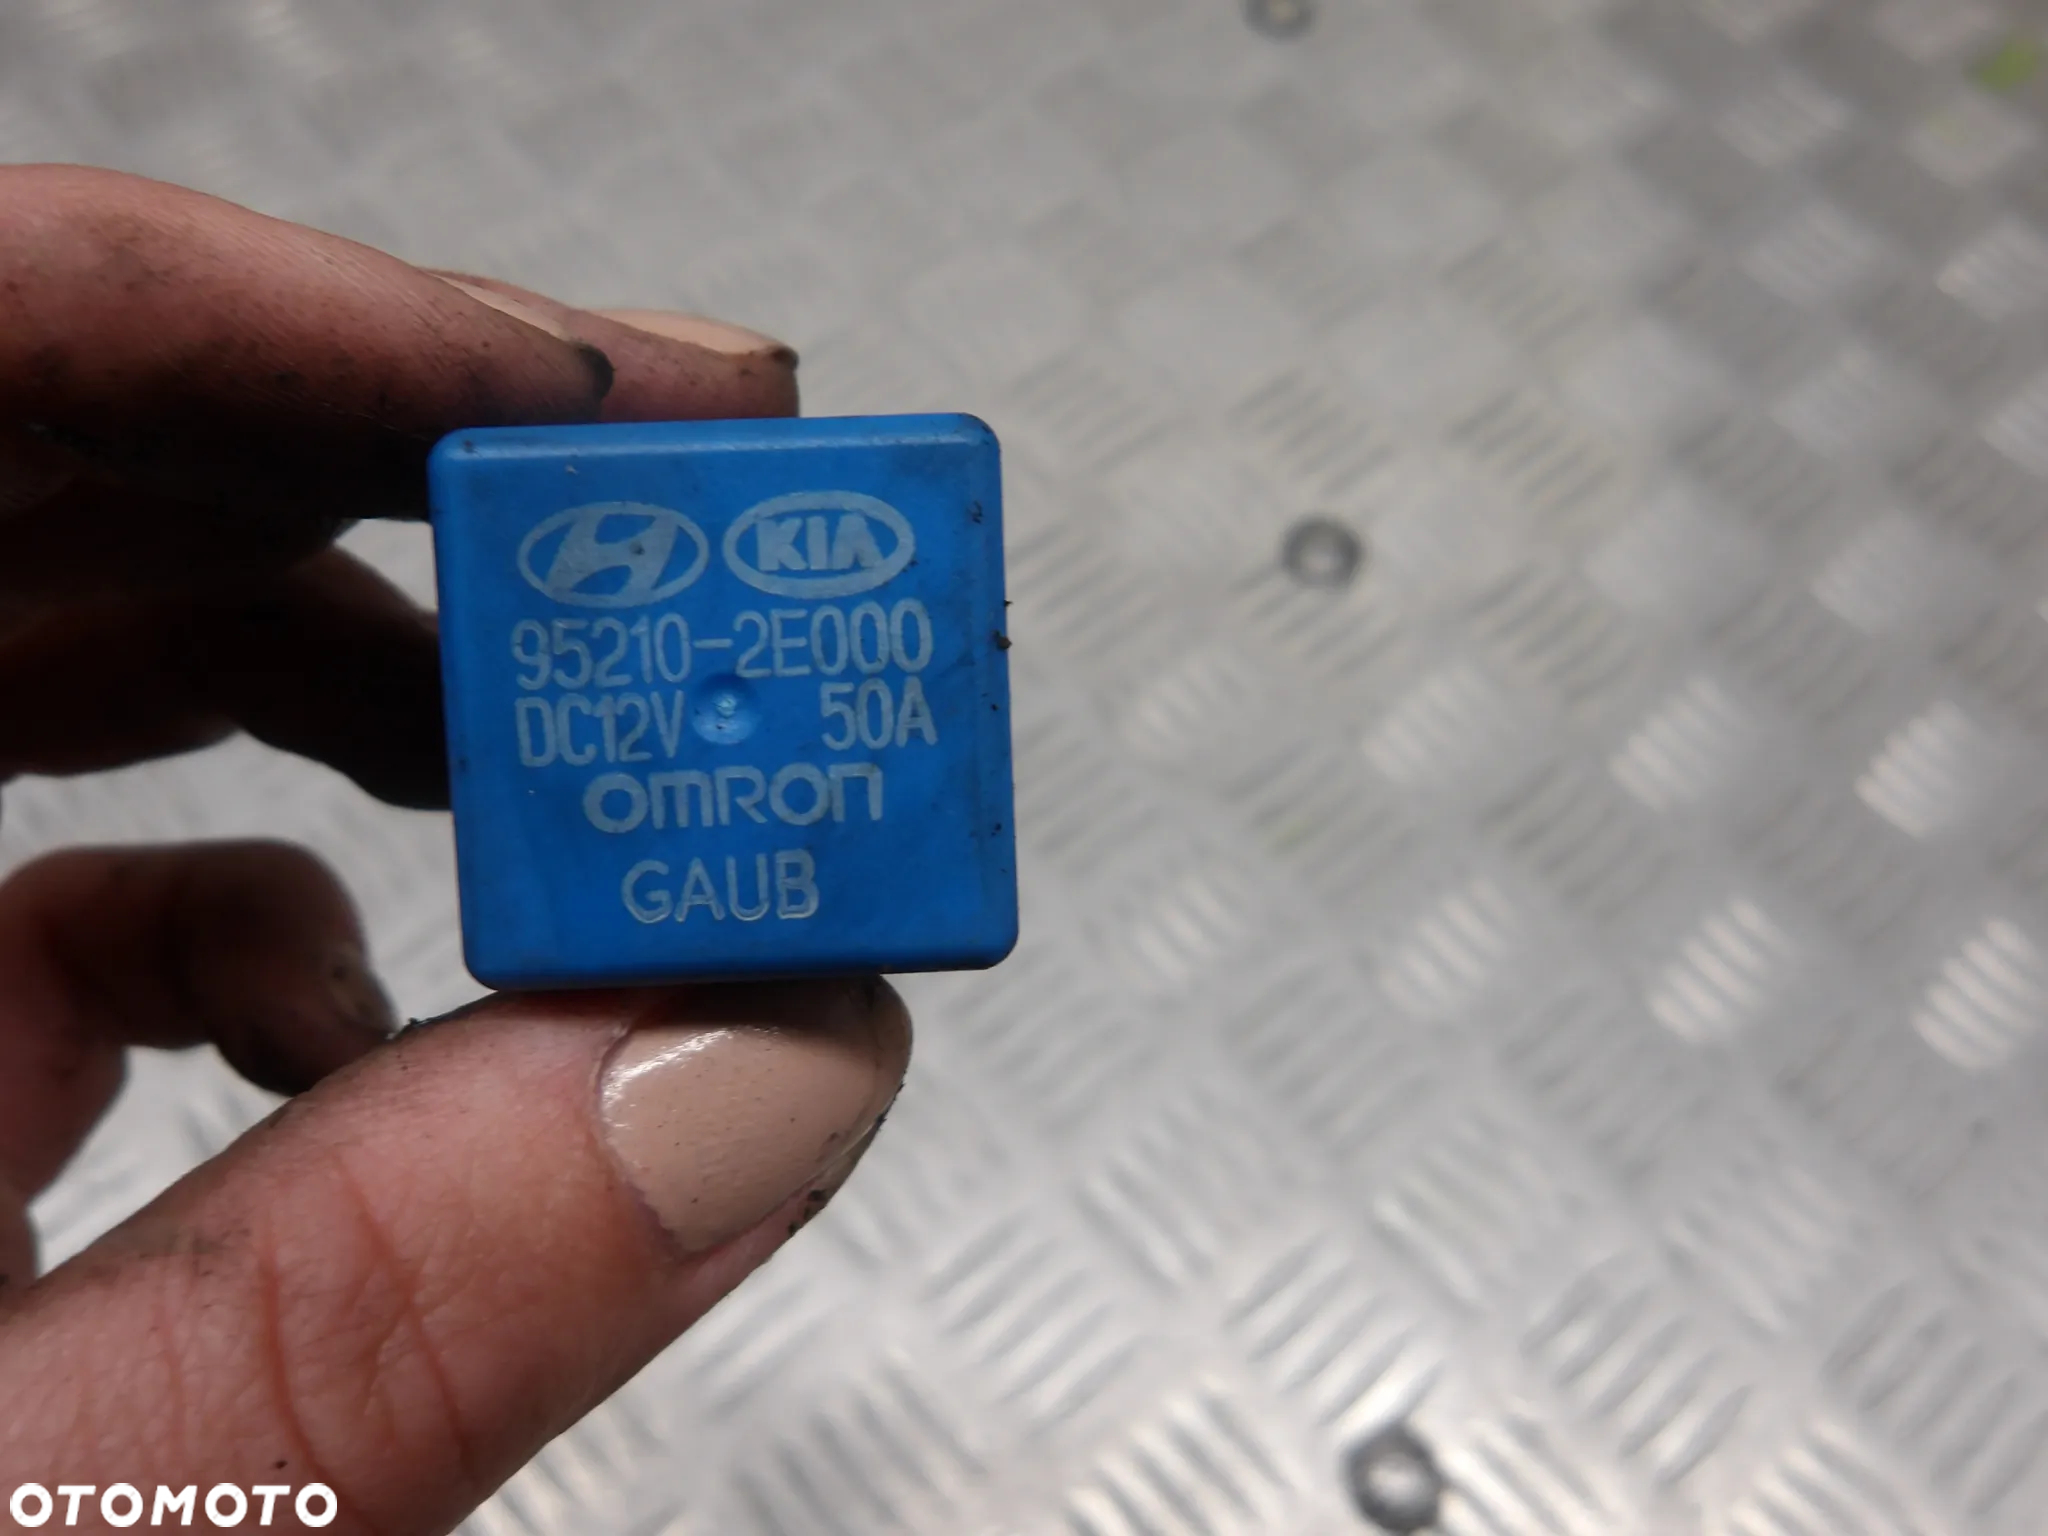 KIA
95210-2E000
DC12V 50A
omron
GAUB
OTOMOTO